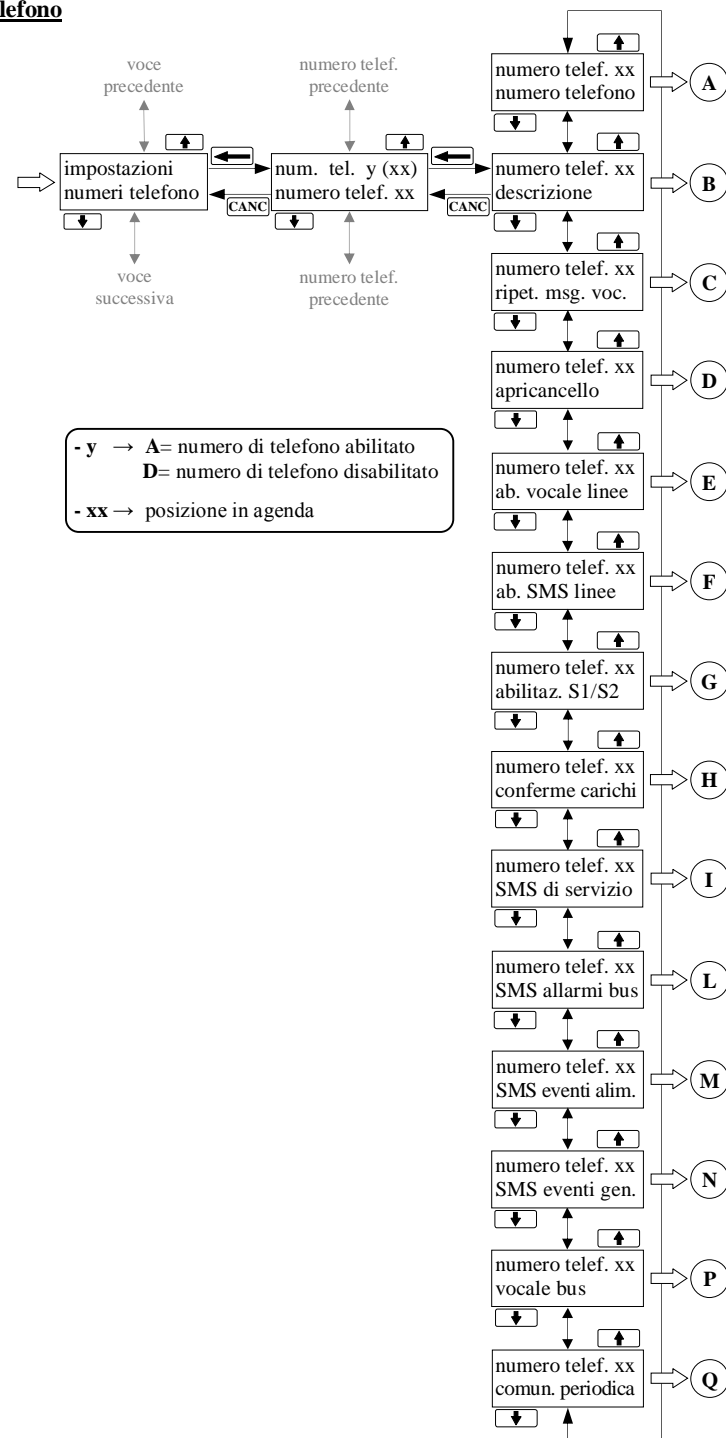 lefono
voce
precedente
numero telef.
precedente
impostazioni
numeri telefono
CANC
num. tel. y (xx)
numero telef. xx
CANC
voce
successiva
numero telef.
precedente
- y → A= numero di telefono abilitato
D= numero di telefono disabilitato
- xx → posizione in agenda
numero telef. xx
numero telefono
A
numero telef. xx
descrizione
B
numero telef. xx
ripet. msg. voc.
C
numero telef. xx
apricancello
D
numero telef. xx
ab. vocale linee
E
numero telef. xx
ab. SMS linee
F
numero telef. xx
abilitaz. S1/S2
G
numero telef. xx
conferme carichi
H
numero telef. xx
SMS di servizio
I
numero telef. xx
SMS allarmi bus
L
numero telef. xx
SMS eventi alim.
M
numero telef. xx
SMS eventi gen.
N
numero telef. xx
vocale bus
P
numero telef. xx
comun. periodica
Q